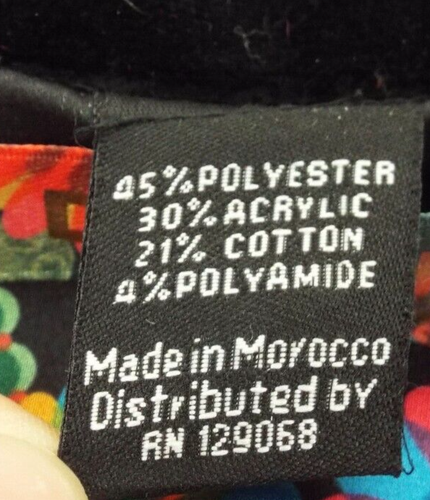 45%POLYESTER
30%ACRYLIC
21% COTTON
4%POLYAMIDE
Made in Morocco
Distributed by
RN 129068